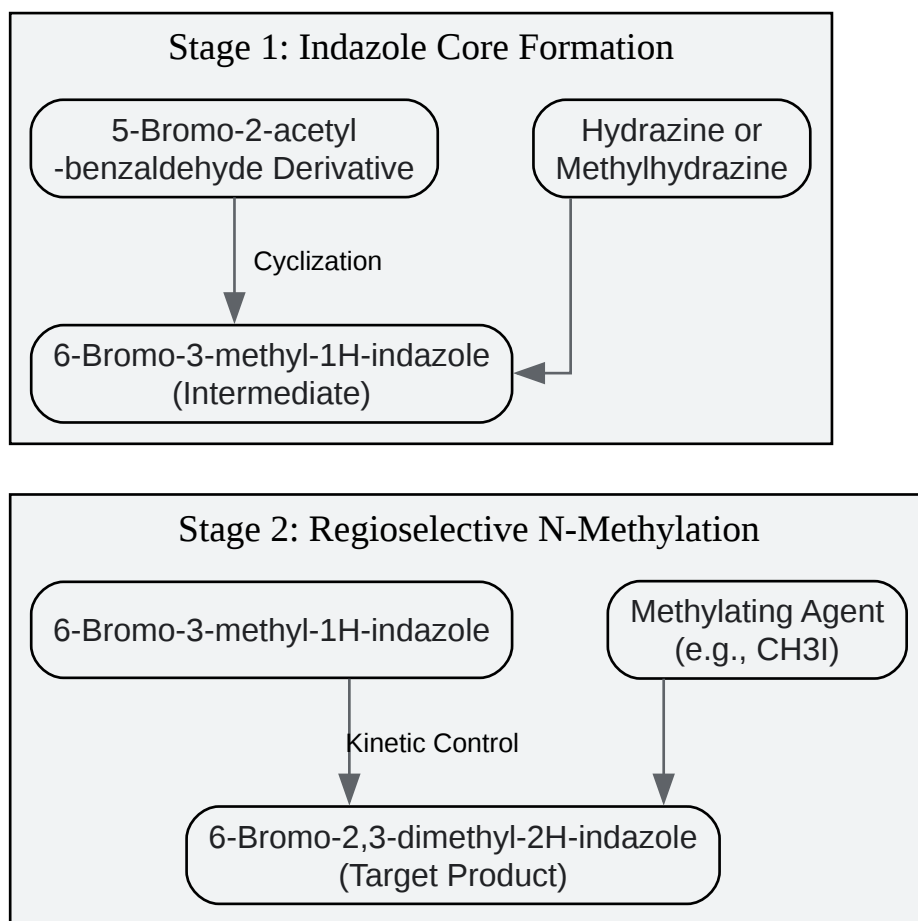 Stage 1: Indazole Core Formation
5-Bromo-2-acetyl
-benzaldehyde Derivative
Hydrazine or
Methylhydrazine
Cyclization
6-Bromo-3-methyl-1H-indazole
(Intermediate)
Stage 2: Regioselective N-Methylation
6-Bromo-3-methyl-1H-indazole
Methylating Agent
(e.g., CH3I)
Kinetic Control
6-Bromo-2,3-dimethyl-2H-indazole
(Target Product)